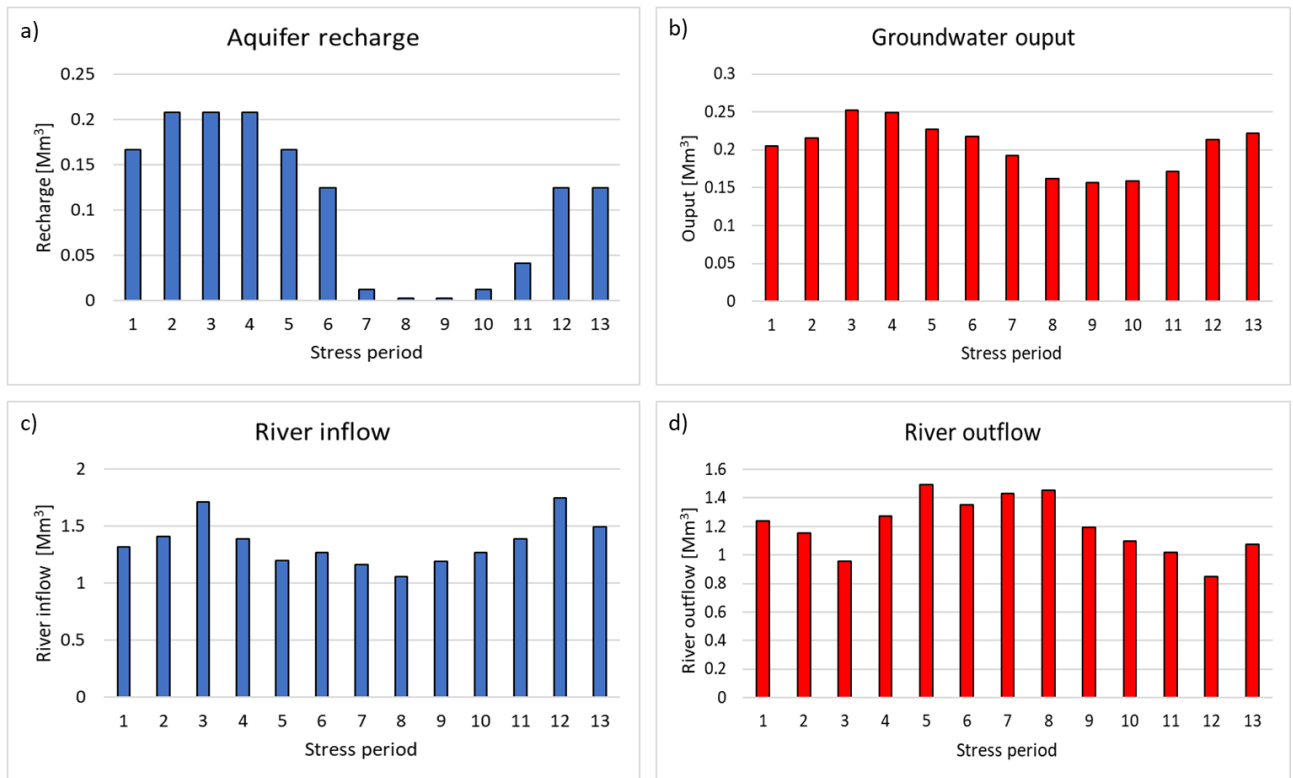 a)
Aquifer recharge
Recharge [Mm³]
0.25
0.2
0.15
0.1
0.05
0
1 2 3 4 5 6 7 8 9 10 11 12 13
Stress period
b)
Groundwater ouput
Ouput [Mm³]
0.3
0.25
0.2
0.15
0.1
0.05
0
1 2 3 4 5 6 7 8 9 10 11 12 13
Stress period
c)
River inflow
River inflow [Mm³]
2
1.5
1
0.5
0
1 2 3 4 5 6 7 8 9 10 11 12 13
Stress period
d)
River outflow
River outflow [Mm³]
1.6
1.4
1.2
1
0.8
0.6
0.4
0.2
0
1 2 3 4 5 6 7 8 9 10 11 12 13
Stress period